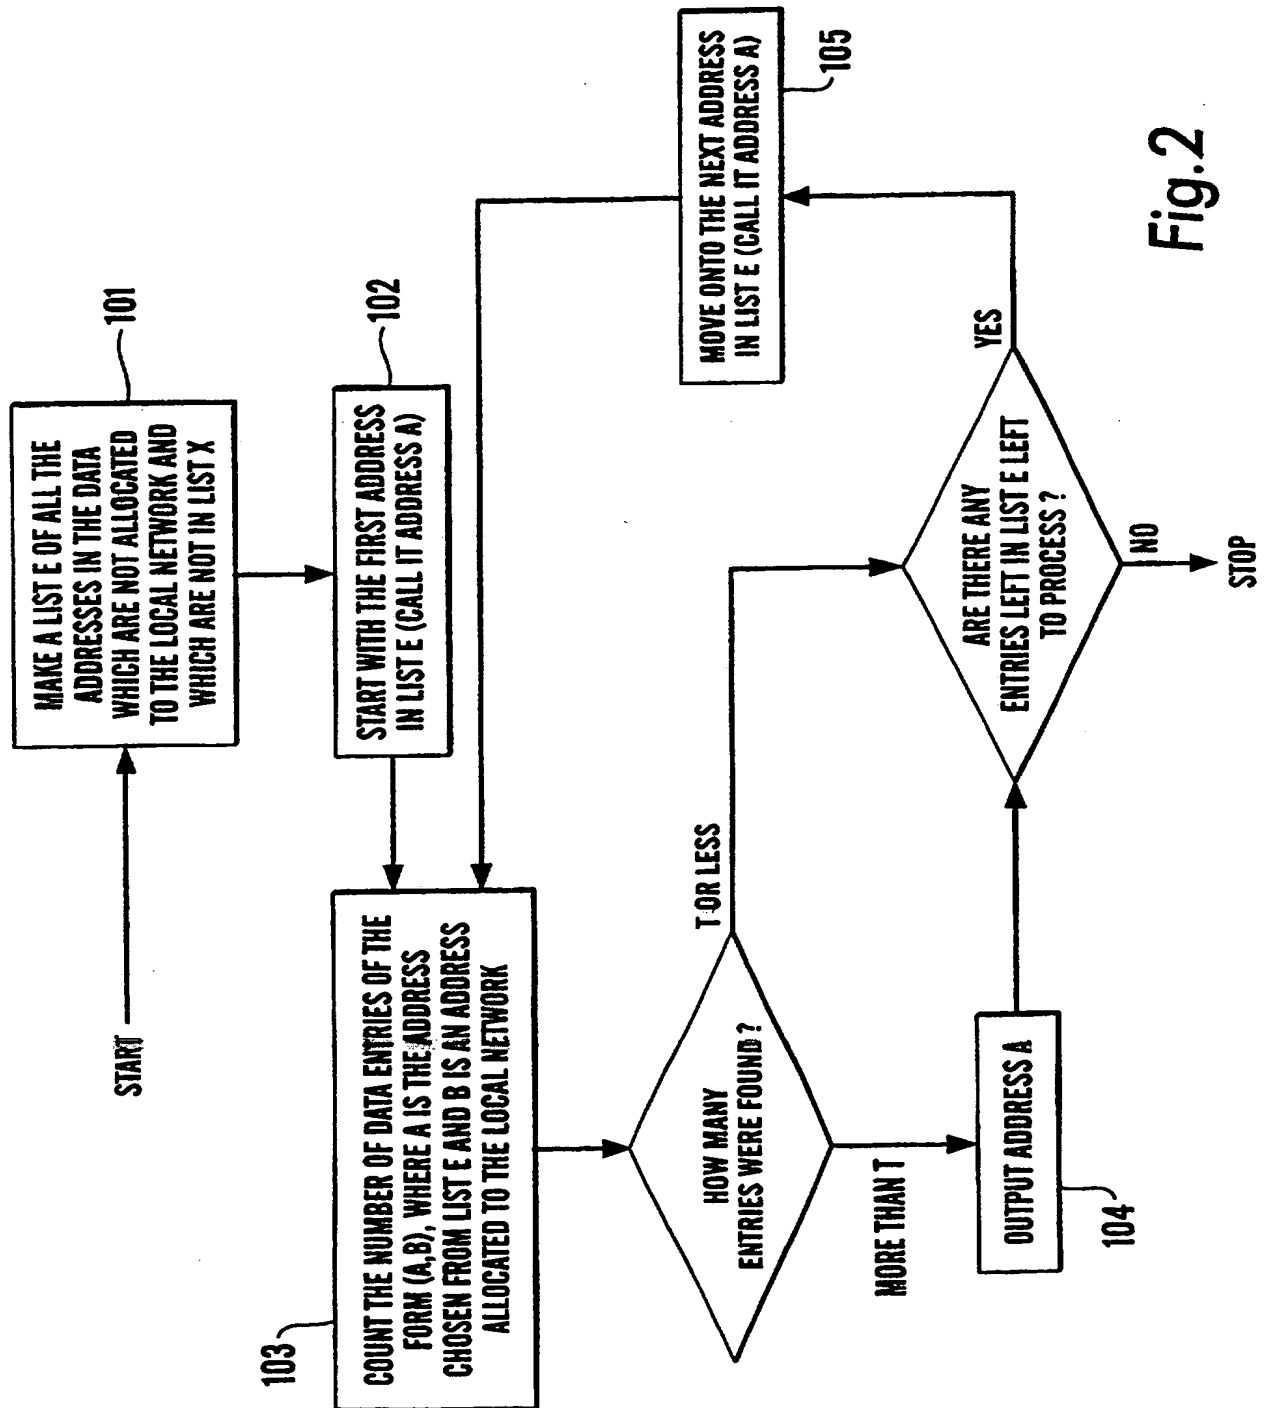 START
MAKE A LIST E OF ALL THE
ADDRESSES IN THE DATA
WHICH ARE NOT ALLOCATED
TO THE LOCAL NETWORK AND
WHICH ARE NOT IN LIST X
101
START WITH THE FIRST ADDRESS
IN LIST E (CALL IT ADDRESS A)
102
103
COUNT THE NUMBER OF DATA ENTRIES OF THE
FORM (A,B), WHERE A IS THE ADDRESS
CHOSEN FROM LIST E AND B IS AN ADDRESS
ALLOCATED TO THE LOCAL NETWORK
HOW MANY
ENTRIES WERE FOUND?
T OR LESS
MORE THAN T
OUTPUT ADDRESS A
104
ARE THERE ANY
ENTRIES LEFT IN LIST E LEFT
TO PROCESS?
YES
NO
STOP
MOVE ONTO THE NEXT ADDRESS
IN LIST E (CALL IT ADDRESS A)
105
Fig.2